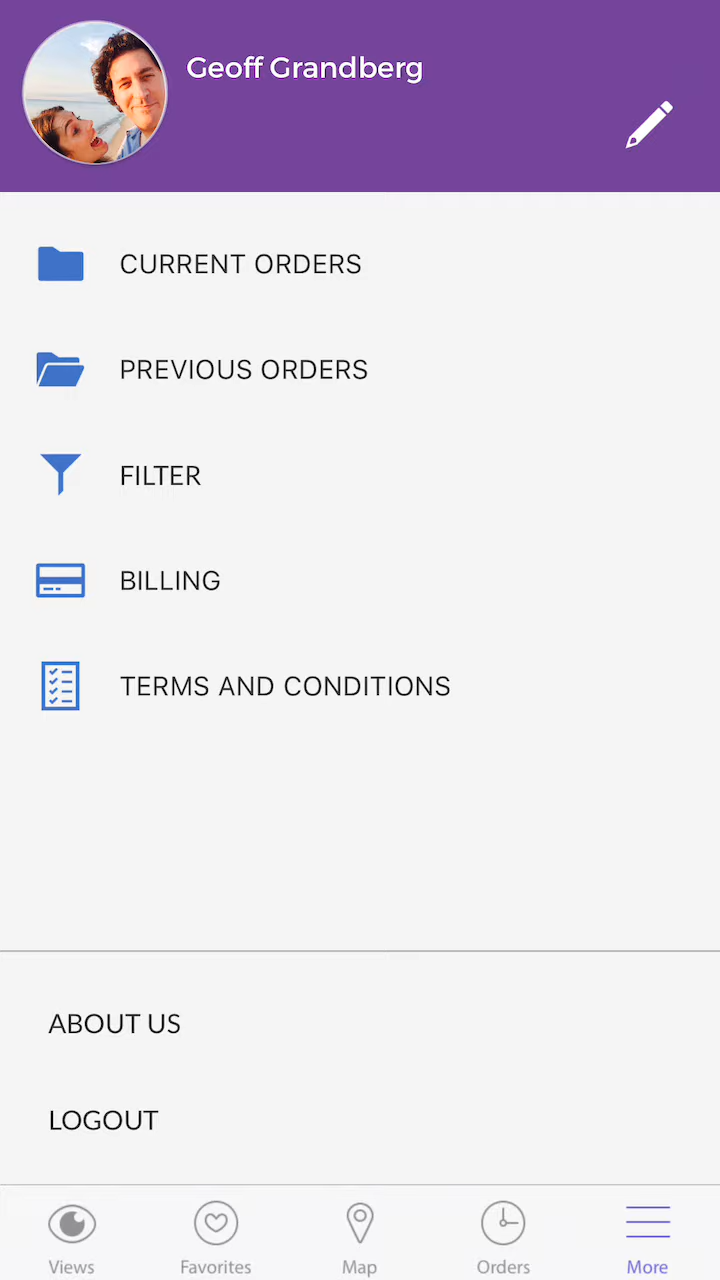 Geoff Grandberg
CURRENT ORDERS
PREVIOUS ORDERS
FILTER
BILLING
TERMS AND CONDITIONS
ABOUT US
LOGOUT
Views
Favorites
Map
Orders
More